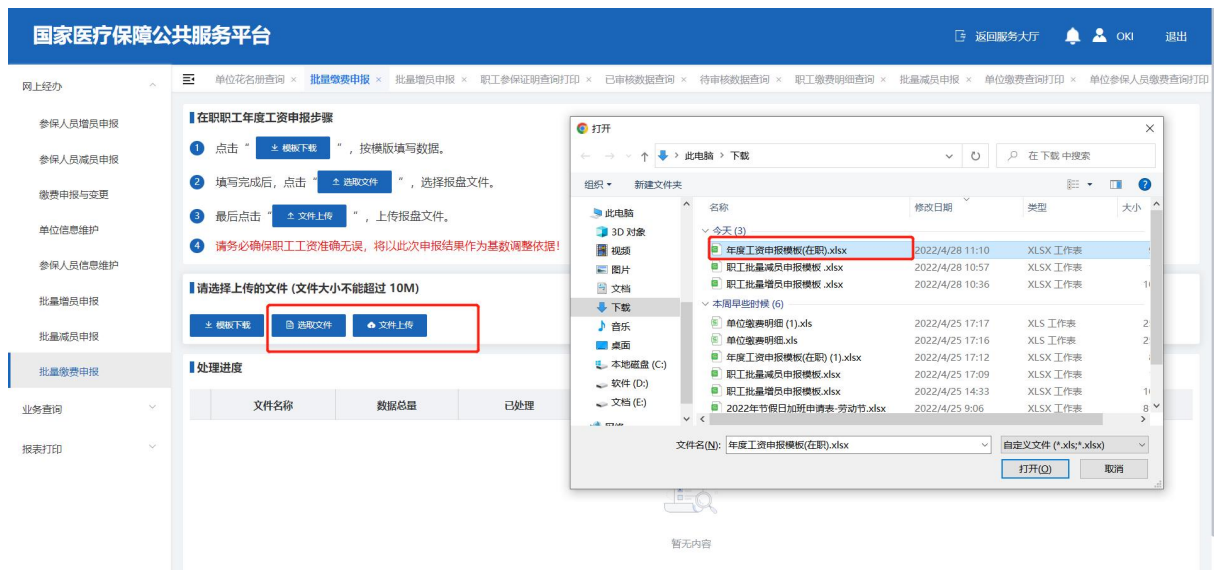 国家医疗保障公共服务平台
返回服务大厅 OKI 退出
单位花名册查询 × 批量缴费申报 × 批量增员申报 × 职工参保证明查询打印 × 已审核数据查询 × 待审核数据查询 × 职工缴费明细查询 × 批量减员申报 × 单位缴费查询打印 × 单位参保人员缴费查询打印
网上经办
参保人员增员申报
参保人员减员申报
缴费申报与变更
单位信息维护
参保人员信息维护
批量增员申报
批量减员申报
批量缴费申报
业务查询
报表打印
在职职工年度工资申报步骤
1 点击“ 模板下载 ”，按模版填写数据。
2 填写完成后，点击“ 选取文件 ”，选择报盘文件。
3 最后点击“ 文件上传 ”，上传报盘文件。
4 请务必确保职工工资准确无误，将以此次申报结果作为基数调整依据！
请选择上传的文件 (文件大小不能超过 10M)
模板下载 选取文件 文件上传
处理进度
文件名称 数据总量 已处理
暂无内容
打开
此电脑 › 下载
在 下载 中搜索
组织 新建文件夹
此电脑
3D 对象
视频
图片
文档
下载
音乐
桌面
本地磁盘 (C:)
软件 (D:)
文档 (E:)
名称 修改日期 类型 大小
今天 (3)
年度工资申报模板(在职).xlsx 2022/4/28 11:10 XLSX 工作表
职工批量减员申报模板 .xlsx 2022/4/28 10:57 XLSX 工作表
职工批量增员申报模板 .xlsx 2022/4/28 10:36 XLSX 工作表
本周早些时候 (6)
单位缴费明细 (1).xls 2022/4/25 17:17 XLS 工作表
单位缴费明细.xls 2022/4/25 17:16 XLS 工作表
年度工资申报模板(在职) (1).xlsx 2022/4/25 17:12 XLSX 工作表
职工批量减员申报模板.xlsx 2022/4/25 17:09 XLSX 工作表
职工批量增员申报模板.xlsx 2022/4/25 14:33 XLSX 工作表
2022年节假日加班申请表-劳动节.xlsx 2022/4/25 9:06 XLSX 工作表
文件名(N): 年度工资申报模板(在职).xlsx 自定义文件 (*.xls;*.xlsx)
打开(O) 取消